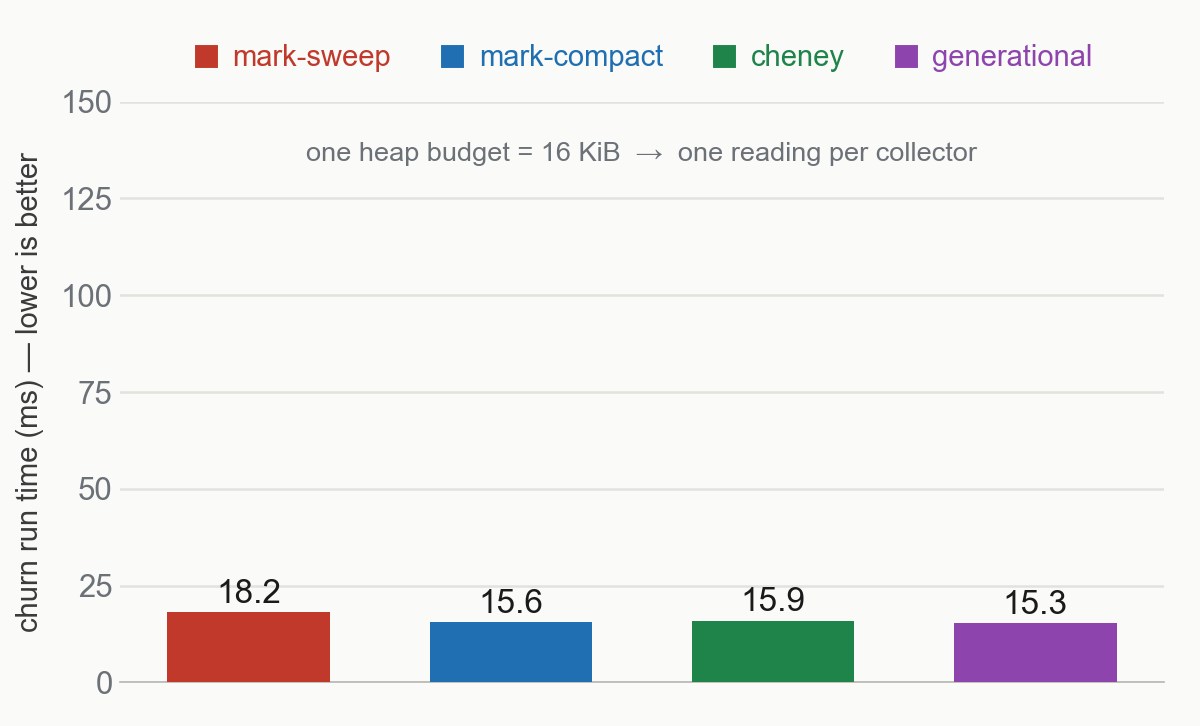 mark-sweep mark-compact cheney generational
150
one heap budget = 16 KiB → one reading per collector
125
100
75
50
25
0
churn run time (ms) — lower is better
18.2 15.6 15.9 15.3